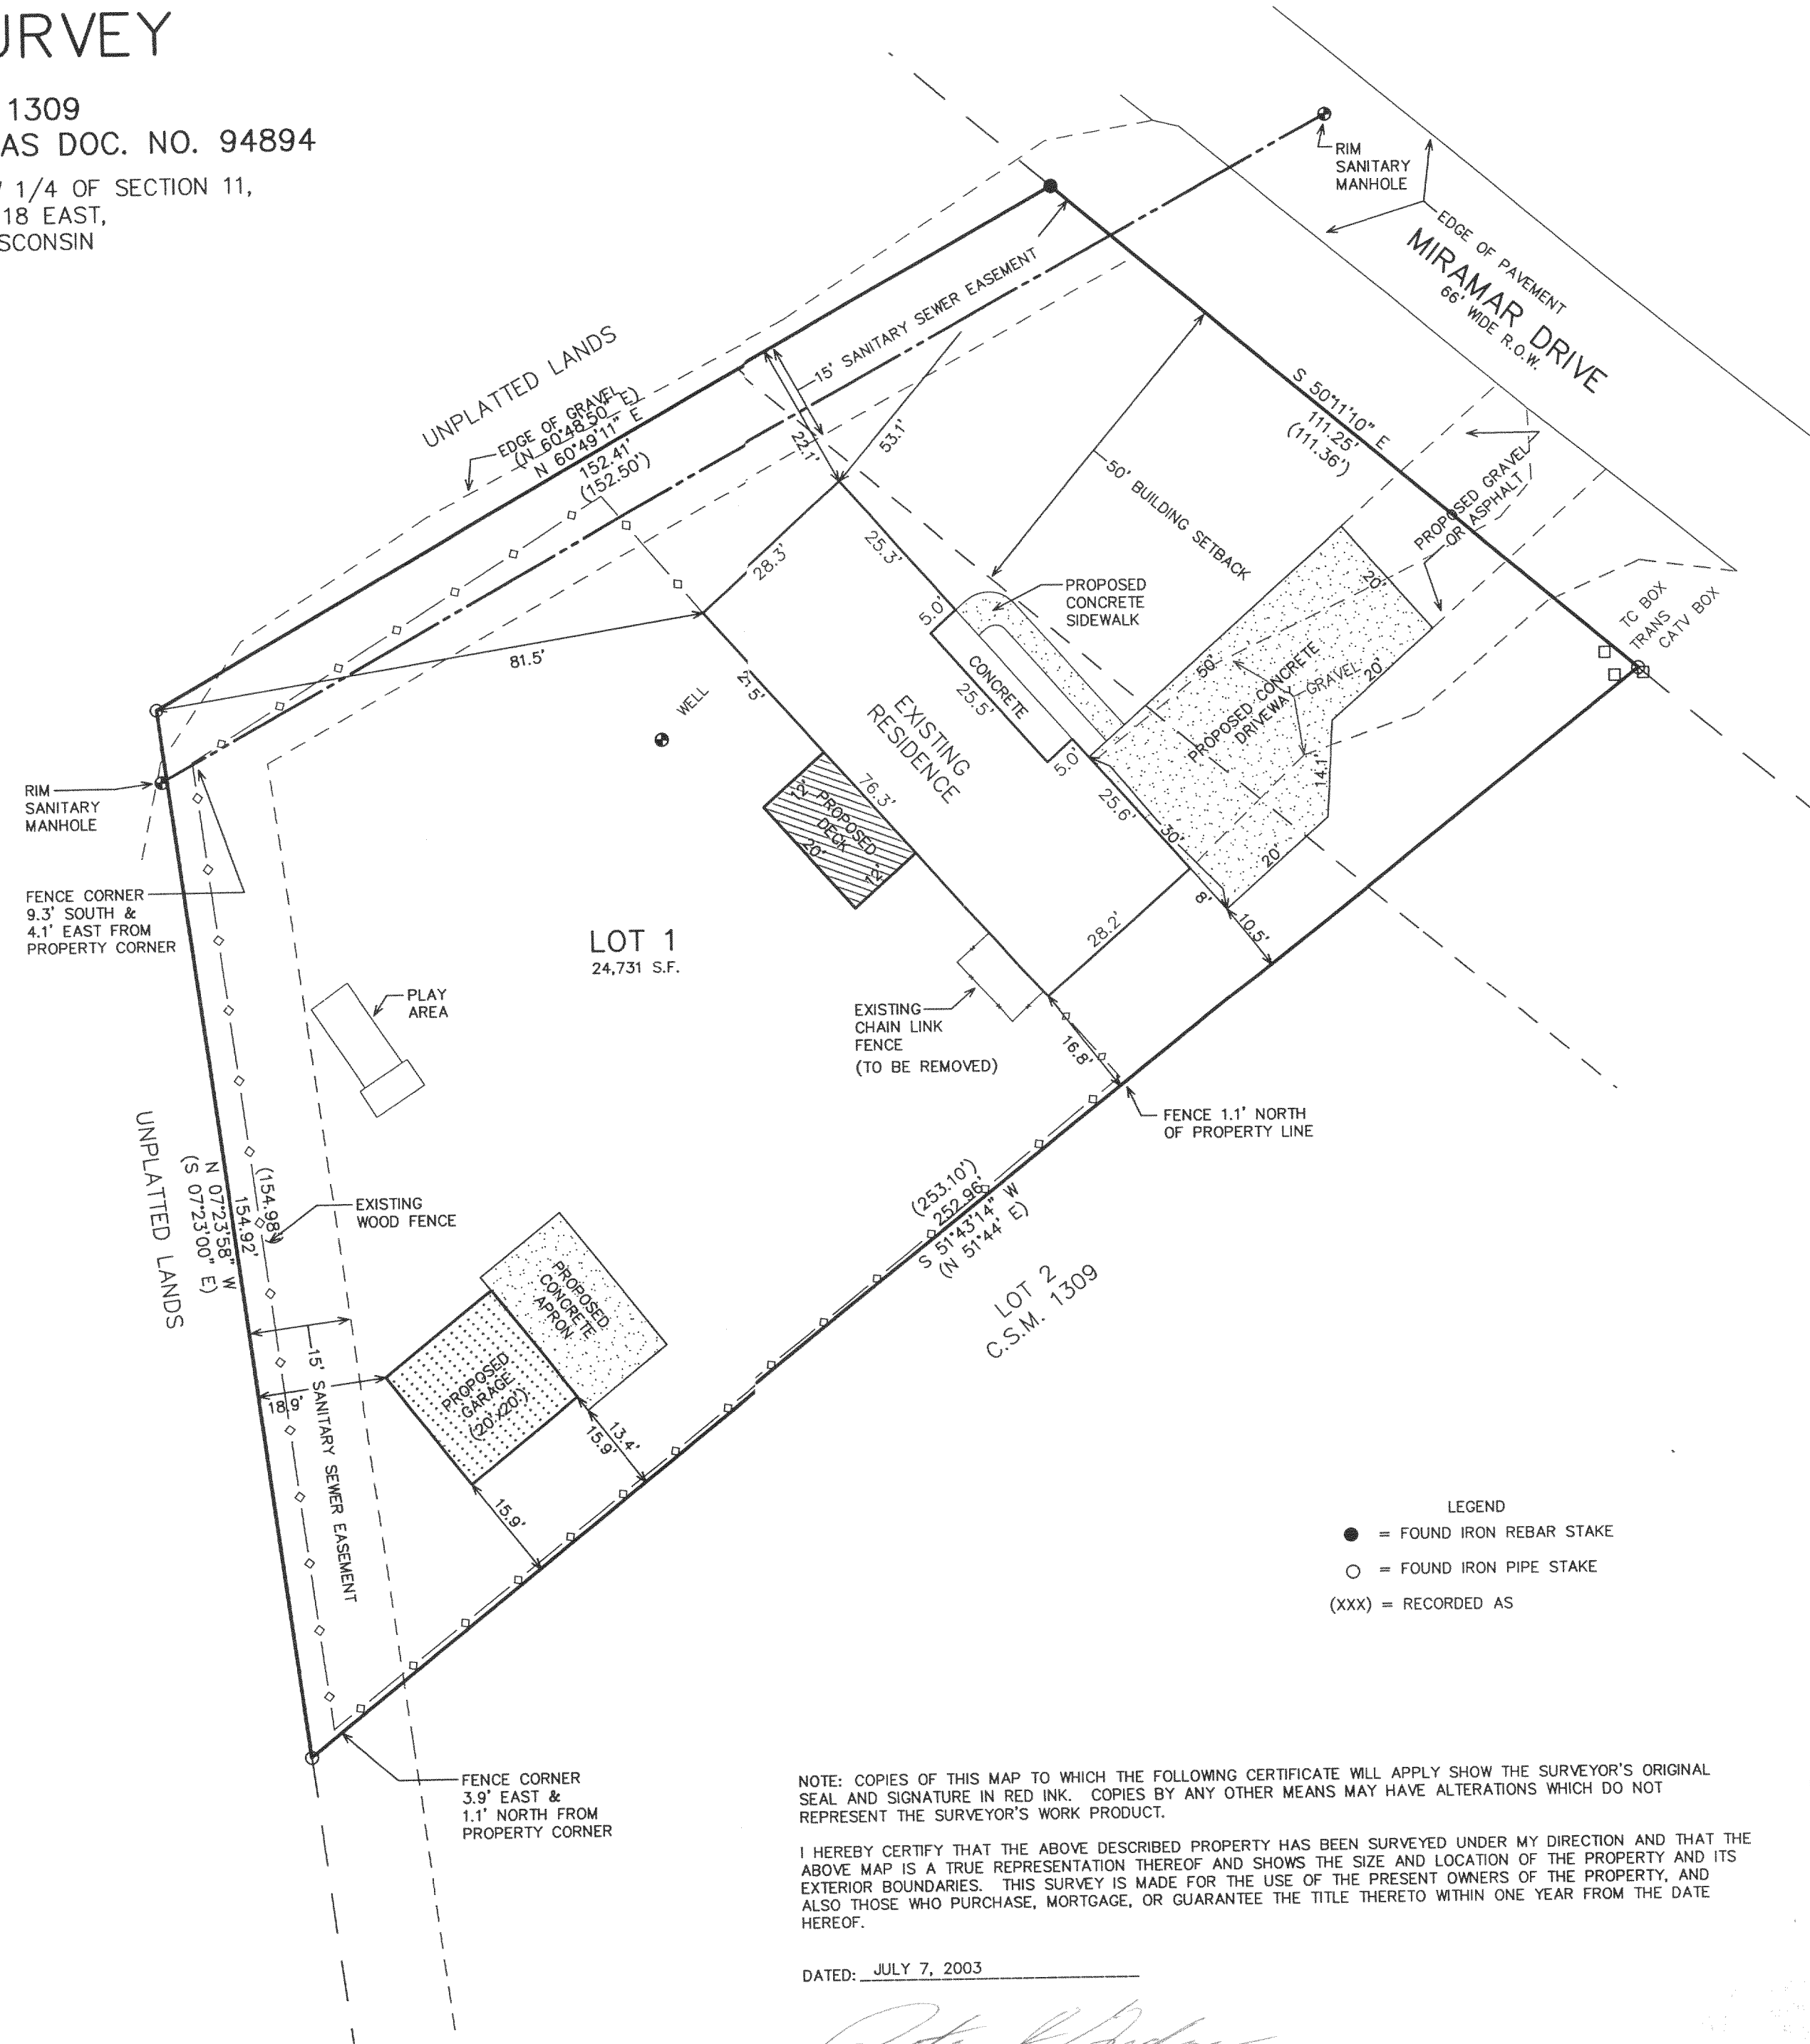 URVEY
1309
AS DOC. NO. 94894
1/4 OF SECTION 11,
18 EAST,
SCONSIN
RIM
SANITARY
MANHOLE
EDGE OF PAVEMENT
MIRAMAR DRIVE
66' WIDE R.O.W.
UNPLATTED LANDS
EDGE OF GRAVEL
(N 60°48'50" E)
N 60°49'11" E
152.41'
(152.50')
15' SANITARY SEWER EASEMENT
22.1'
53.1'
S 50°11'10" E
111.25'
(111.36')
50' BUILDING SETBACK
PROPOSED GRAVEL
OR ASPHALT
28.3'
25.3'
PROPOSED
CONCRETE
SIDEWALK
5.0'
CONCRETE
25.5'
5.0'
20'
50'
PROPOSED CONCRETE
DRIVEWAY
GRAVEL
20'
14.1'
TC BOX
TRANS
CATV BOX
81.5'
21.5'
WELL
EXISTING
RESIDENCE
76.3'
12'
PROPOSED
DECK
20'
12'
25.6'
30'
20'
8'
10.5'
28.2'
RIM
SANITARY
MANHOLE
FENCE CORNER
9.3' SOUTH &
4.1' EAST FROM
PROPERTY CORNER
LOT 1
24,731 S.F.
PLAY
AREA
EXISTING
CHAIN LINK
FENCE
(TO BE REMOVED)
16.8'
FENCE 1.1' NORTH
OF PROPERTY LINE
UNPLATTED LANDS
(S 07°23'00" E)
N 07°23'58" W
154.92'
(154.98')
EXISTING
WOOD FENCE
(253.10')
252.96'
S 51°43'14" W
(N 51°44' E)
LOT 2
C.S.M. 1309
PROPOSED
CONCRETE
APRON
PROPOSED
GARAGE
(20'X20')
15' SANITARY SEWER EASEMENT
18.9'
13.4'
15.9'
15.9'
LEGEND
= FOUND IRON REBAR STAKE
= FOUND IRON PIPE STAKE
(XXX) = RECORDED AS
FENCE CORNER
3.9' EAST &
1.1' NORTH FROM
PROPERTY CORNER
NOTE: COPIES OF THIS MAP TO WHICH THE FOLLOWING CERTIFICATE WILL APPLY SHOW THE SURVEYOR'S ORIGINAL
SEAL AND SIGNATURE IN RED INK. COPIES BY ANY OTHER MEANS MAY HAVE ALTERATIONS WHICH DO NOT
REPRESENT THE SURVEYOR'S WORK PRODUCT.
I HEREBY CERTIFY THAT THE ABOVE DESCRIBED PROPERTY HAS BEEN SURVEYED UNDER MY DIRECTION AND THAT THE
ABOVE MAP IS A TRUE REPRESENTATION THEREOF AND SHOWS THE SIZE AND LOCATION OF THE PROPERTY AND ITS
EXTERIOR BOUNDARIES. THIS SURVEY IS MADE FOR THE USE OF THE PRESENT OWNERS OF THE PROPERTY, AND
ALSO THOSE WHO PURCHASE, MORTGAGE, OR GUARANTEE THE TITLE THERETO WITHIN ONE YEAR FROM THE DATE
HEREOF.
DATED: JULY 7, 2003